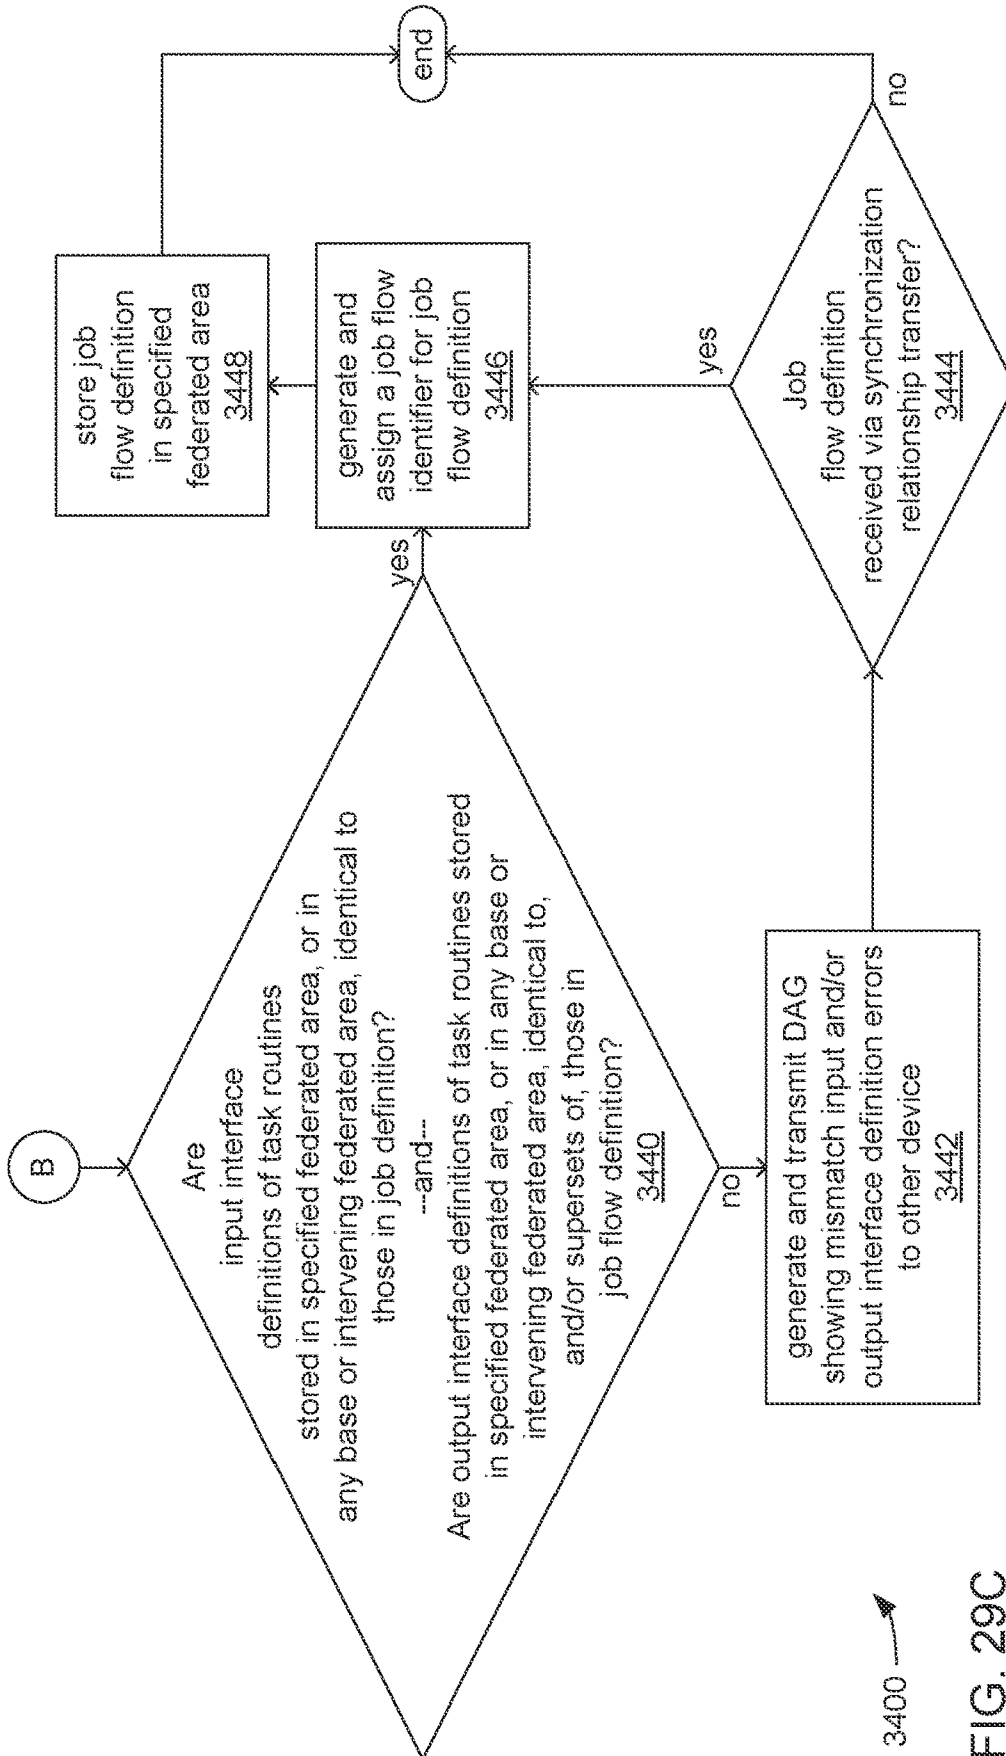 B
Are
input interface
definitions of task routines
stored in specified federated area, or in
any base or intervening federated area, identical to
those in job definition?
--and--
Are output interface definitions of task routines stored
in specified federated area, or in any base or
intervening federated area, identical to,
and/or supersets of, those in
job flow definition?
3440
yes
no
generate and transmit DAG
showing mismatch input and/or
output interface definition errors
to other device
3442
Job
flow definition
received via synchronization
relationship transfer?
3444
yes
no
generate and
assign a job flow
identifier for job
flow definition
3446
store job
flow definition
in specified
federated area
3448
end
3400
FIG. 29C